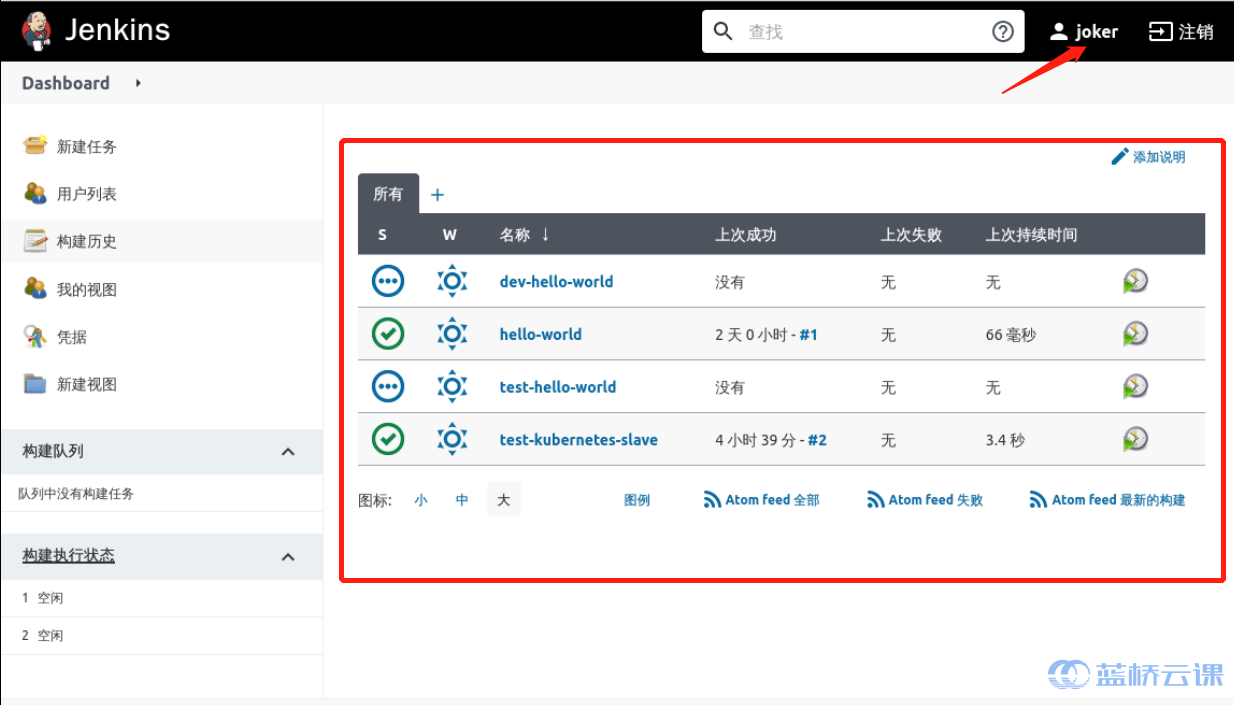 Jenkins
查找
joker
注销
Dashboard
新建任务
用户列表
构建历史
我的视图
凭据
新建视图
构建队列
队列中没有构建任务
构建执行状态
1 空闲
2 空闲
添加说明
所有 +
S W 名称 ↓ 上次成功 上次失败 上次持续时间
dev-hello-world 没有 无 无
hello-world 2 天 0 小时 - #1 无 66 毫秒
test-hello-world 没有 无 无
test-kubernetes-slave 4 小时 39 分 - #2 无 3.4 秒
图标: 小 中 大 图例 Atom feed 全部 Atom feed 失败 Atom feed 最新的构建
蓝桥云课